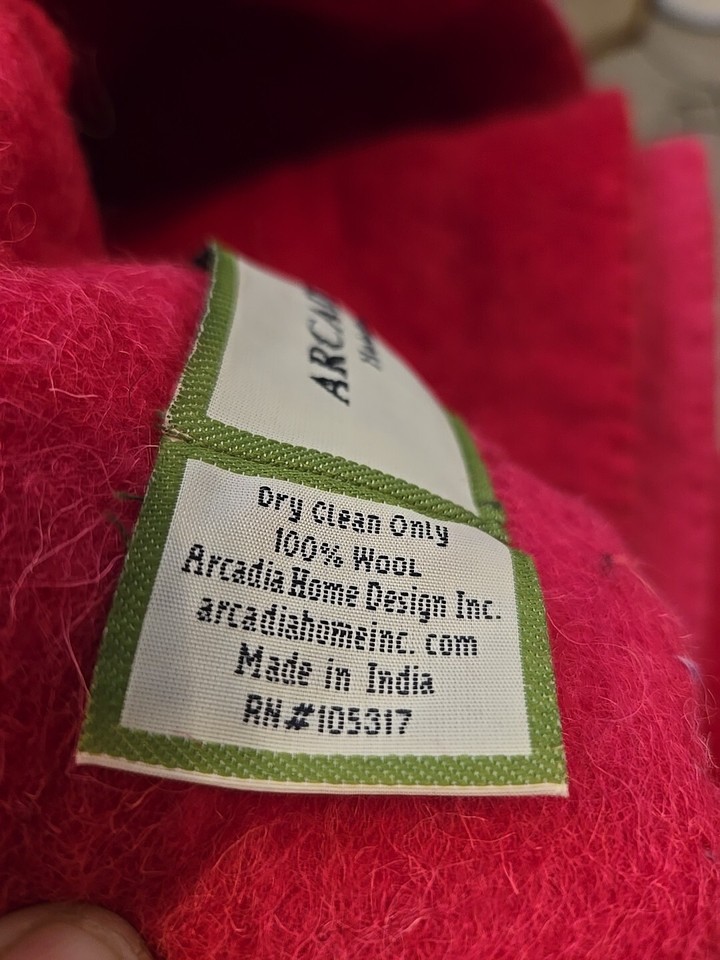 Dry Clean Only
100% Wool
Arcadia Home Design Inc.
arcadiahomeinc. com
Made in India
RN#105317